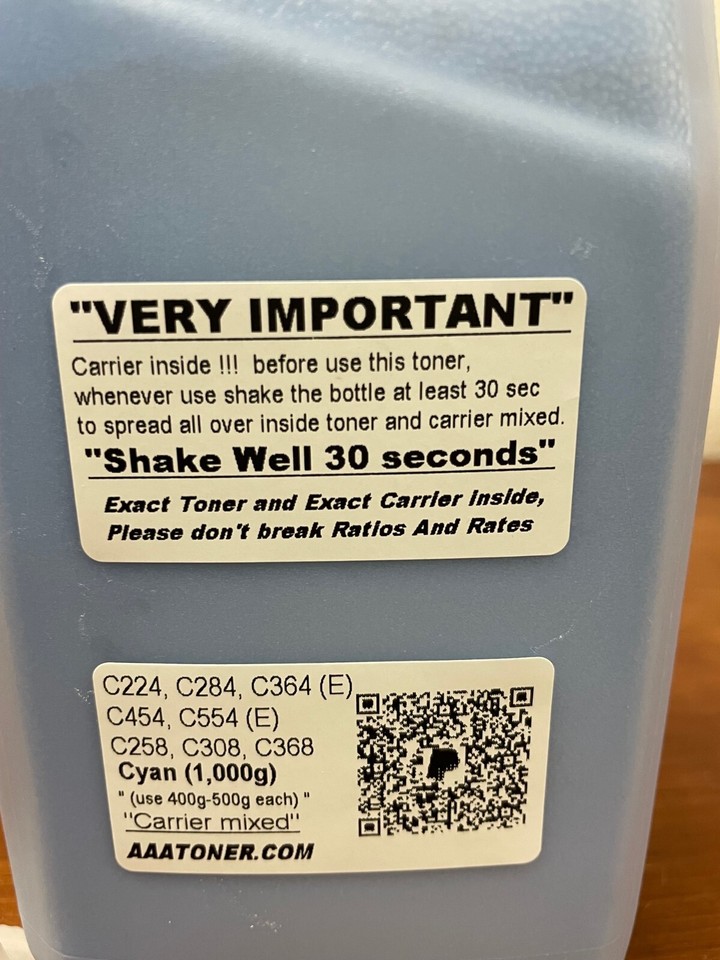 "VERY IMPORTANT"
Carrier inside !!! before use this toner,
whenever use shake the bottle at least 30 sec
to spread all over inside toner and carrier mixed.
"Shake Well 30 seconds"
Exact Toner and Exact Carrier inside,
Please don't break Ratios And Rates
C224, C284, C364 (E)
C454, C554 (E)
C258, C308, C368
Cyan (1,000g)
" (use 400g-500g each) "
"Carrier mixed"
AAATONER.COM